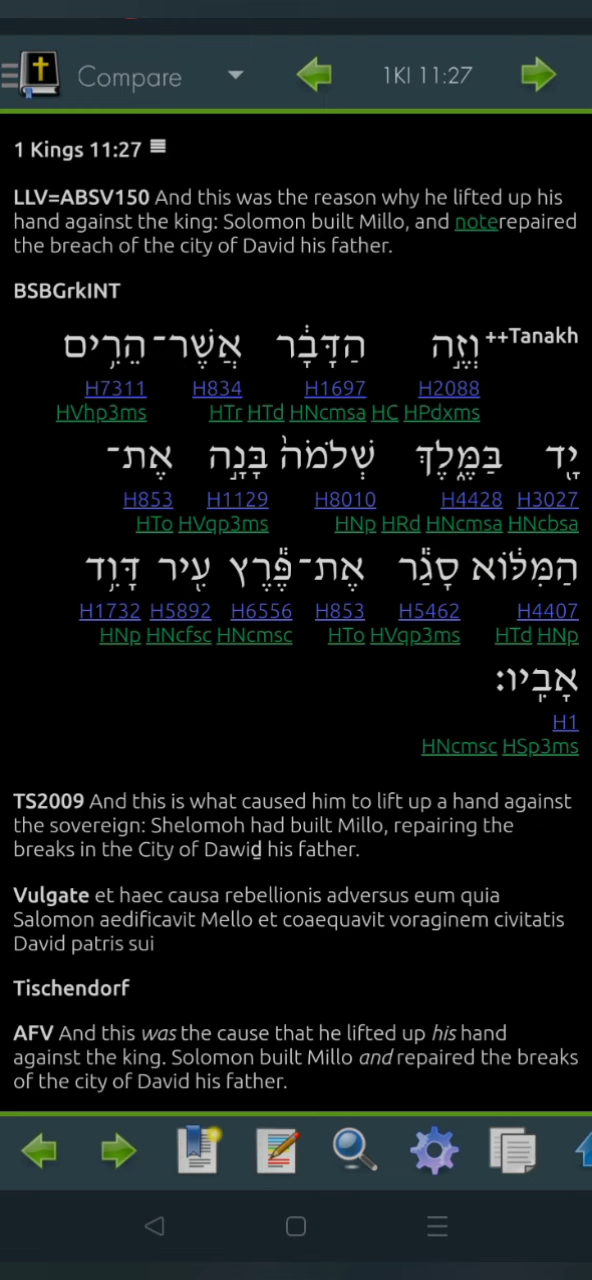 Compare
1KI 11:27
1 Kings 11:27
LLV=ABSV150 And this was the reason why he lifted up his
hand against the king: Solomon built Millo, and noterepaired
the breach of the city of David his father.
BSBGrkINT
++Tanakh וְזֶ֣ה הַדָּבָ֔ר אֲשֶׁר־הֵרִ֥ים
H7311 H834 H1697 H2088
HVhp3ms HTr HTd HNcmsa HC HPdxms
יָ֖ד בַּמֶּ֑לֶךְ שְׁלֹמֹה֙ בָּנָ֣ה אֶת־
H853 H1129 H8010 H4428 H3027
HTo HVqp3ms HNp HRd HNcmsa HNcbsa
הַמִּלּ֔וֹא סָגַ֕ר אֶת־פֶּ֕רֶץ עִ֖יר דָּוִ֥ד
H1732 H5892 H6556 H853 H5462 H4407
HNp HNcfsc HNcmsc HTo HVqp3ms HTd HNp
אָבִֽיו׃
H1
HNcmsc HSp3ms
TS2009 And this is what caused him to lift up a hand against
the sovereign: Shelomoh had built Millo, repairing the
breaks in the City of Dawiḏ his father.
Vulgate et haec causa rebellionis adversus eum quia
Salomon aedificavit Mello et coaequavit voraginem civitatis
David patris sui
Tischendorf
AFV And this was the cause that he lifted up his hand
against the king. Solomon built Millo and repaired the breaks
of the city of David his father.